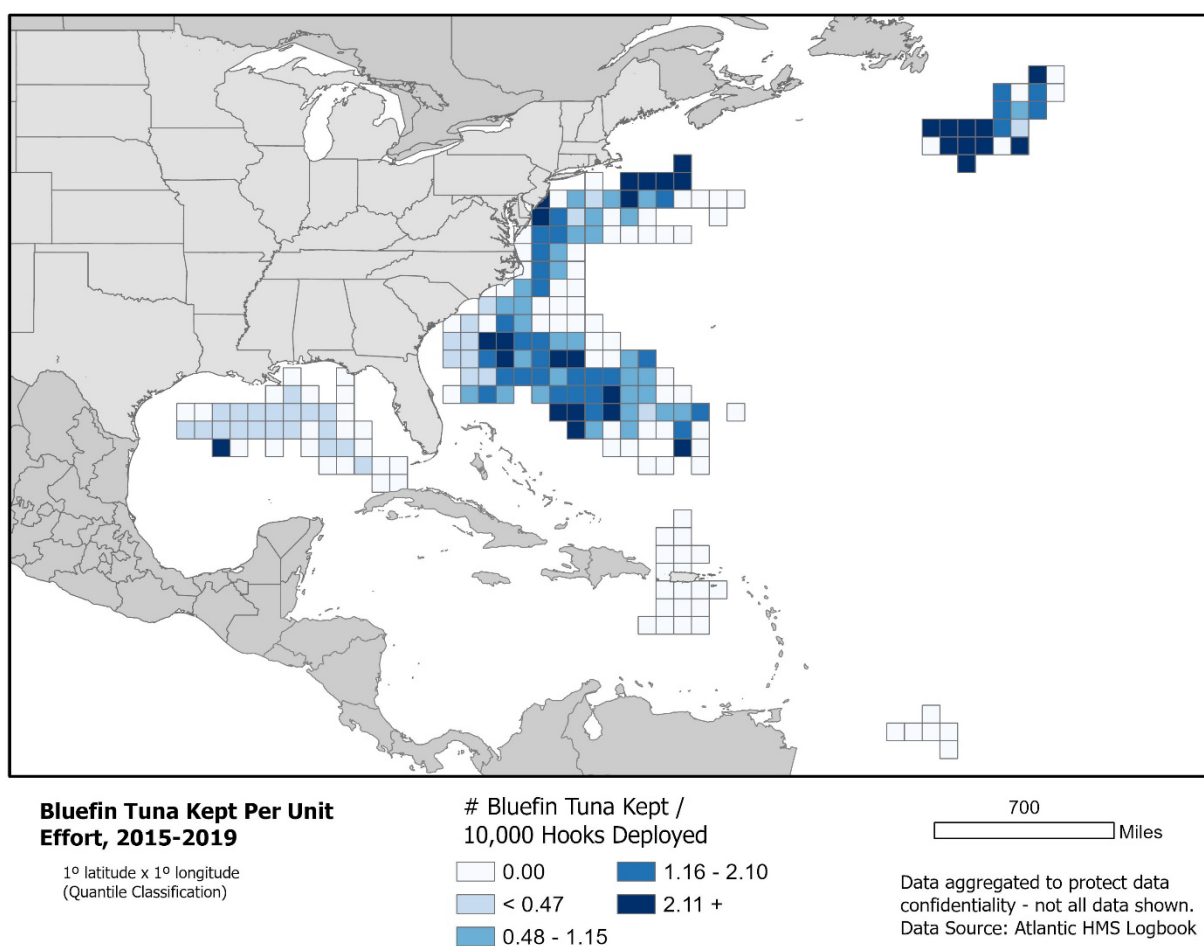 Bluefin Tuna Kept Per Unit
Effort, 2015-2019
1º latitude x 1º longitude
(Quantile Classification)
# Bluefin Tuna Kept /
10,000 Hooks Deployed
0.00
< 0.47
0.48 - 1.15
1.16 - 2.10
2.11 +
700
Miles
Data aggregated to protect data
confidentiality - not all data shown.
Data Source: Atlantic HMS Logbook